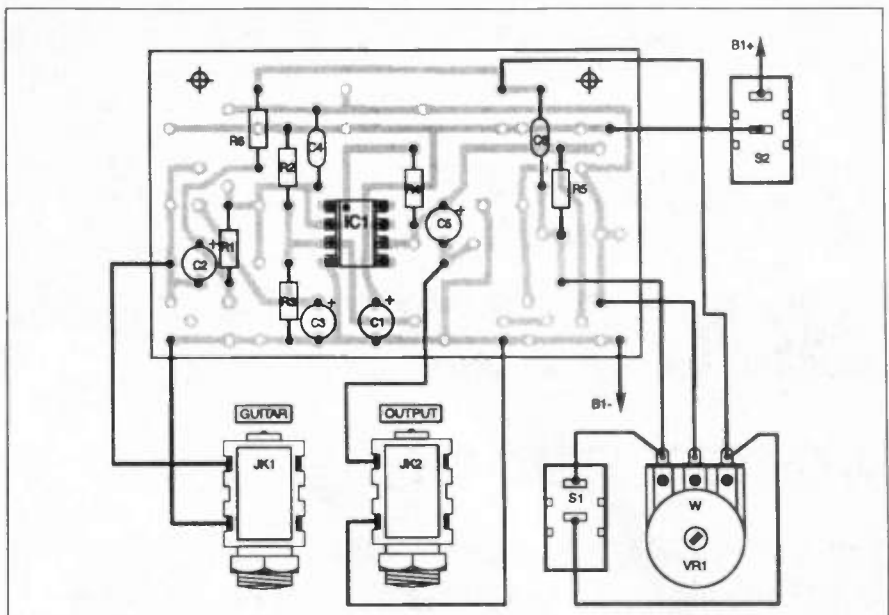 B1+
S2
R6
R2
C4
C6
R4
R5
IC1
C5
+
R1
+
C2
R3
+
C3
+
C1
B1-
GUITAR
OUTPUT
JK1
JK2
S1
W
VR1